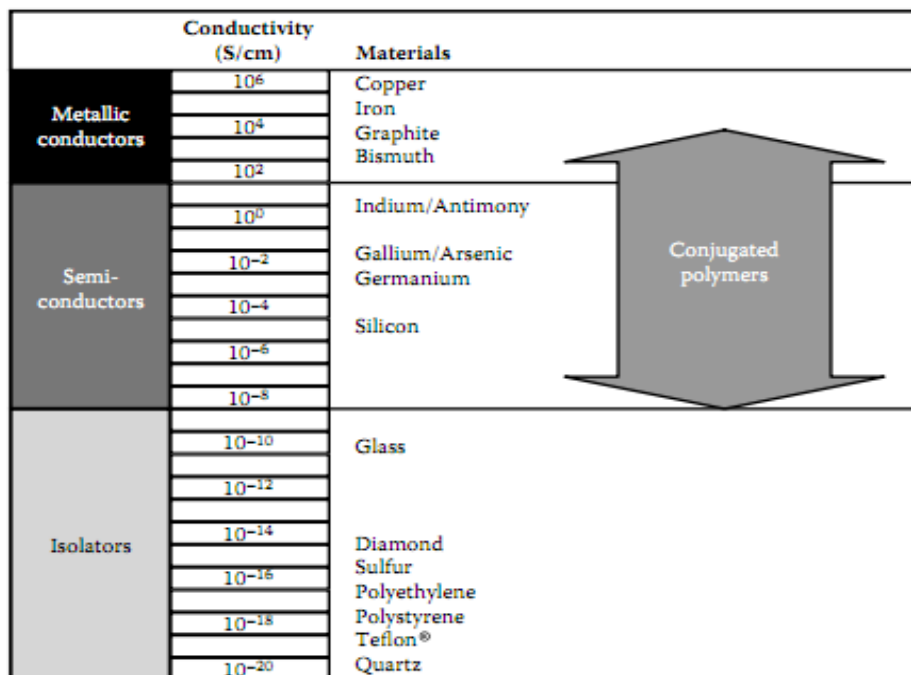 Conductivity
(S/cm)
Materials
Metallic
conductors
10⁶
10⁴
10²
Copper
Iron
Graphite
Bismuth
Semi-
conductors
10⁰
10⁻²
10⁻⁴
10⁻⁶
10⁻⁸
Indium/Antimony
Gallium/Arsenic
Germanium
Silicon
Conjugated
polymers
Isolators
10⁻¹⁰
10⁻¹²
10⁻¹⁴
10⁻¹⁶
10⁻¹⁸
10⁻²⁰
Glass
Diamond
Sulfur
Polyethylene
Polystyrene
Teflon®
Quartz